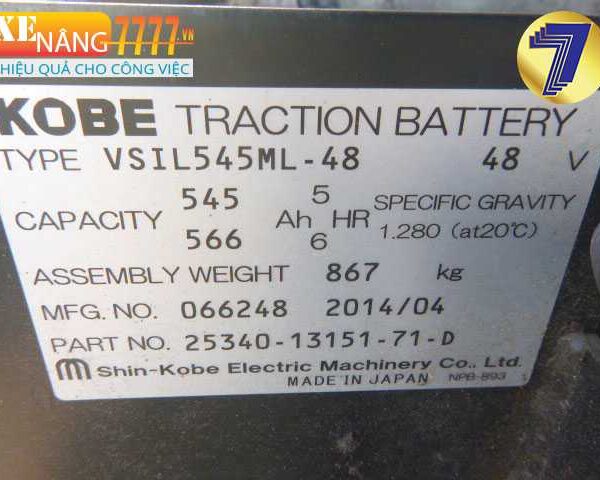 XE
NÂNG7777.VN
HIỆU QUẢ CHO CÔNG VIỆC
7
KOBE TRACTION BATTERY
TYPE VSIL545ML-48 48 V
CAPACITY 545 566 Ah 5 6 HR SPECIFIC GRAVITY 1.280 (at20℃)
ASSEMBLY WEIGHT 867 kg
MFG. NO. 066248 2014/04
PART NO. 25340-13151-71-D
Shin-Kobe Electric Machinery Co., Ltd.
MADE IN JAPAN NPB-893